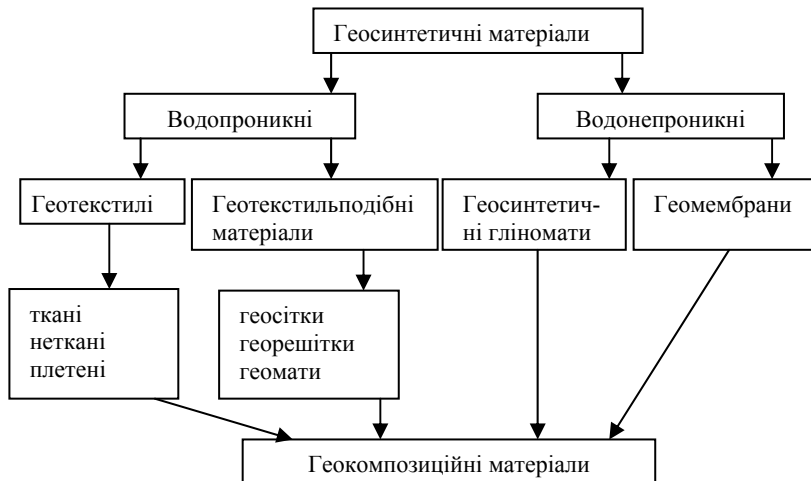 Геосинтетичні матеріали
Водопроникні
Водонепроникні
Геотекстилі
Геотекстильподібні
матеріали
Геосинтетич-
ні гліномати
Геомембрани
ткані
неткані
плетені
геосітки
георешітки
геомати
Геокомпозиційні матеріали